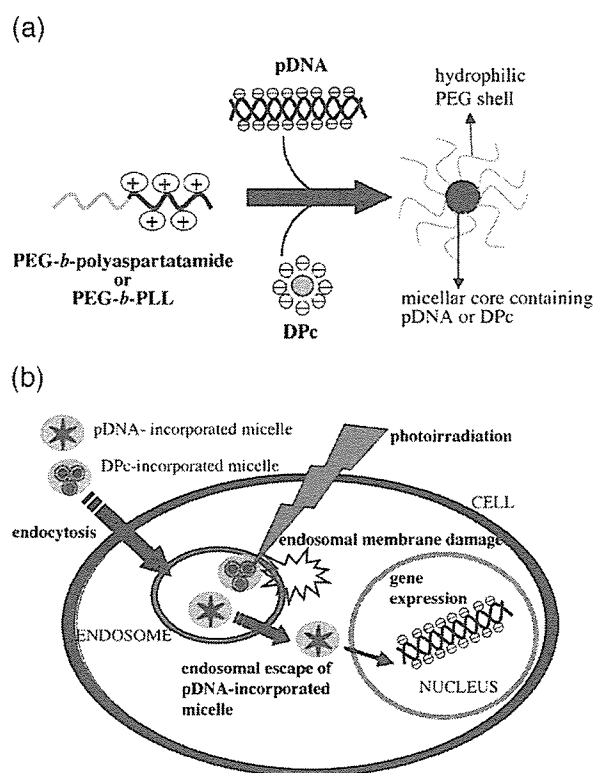 (a)
pDNA
hydrophilic
PEG shell
PEG-b-polyaspartatamide
or
PEG-b-PLL
DPc
micellar core containing
pDNA or DPc
(b)
pDNA- incorporated micelle
DPc-incorporated micelle
photoirradiation
CELL
endocytosis
endosomal membrane damage
gene
expression
ENDOSOME
endosomal escape of
pDNA-incorporated
micelle
NUCLEUS